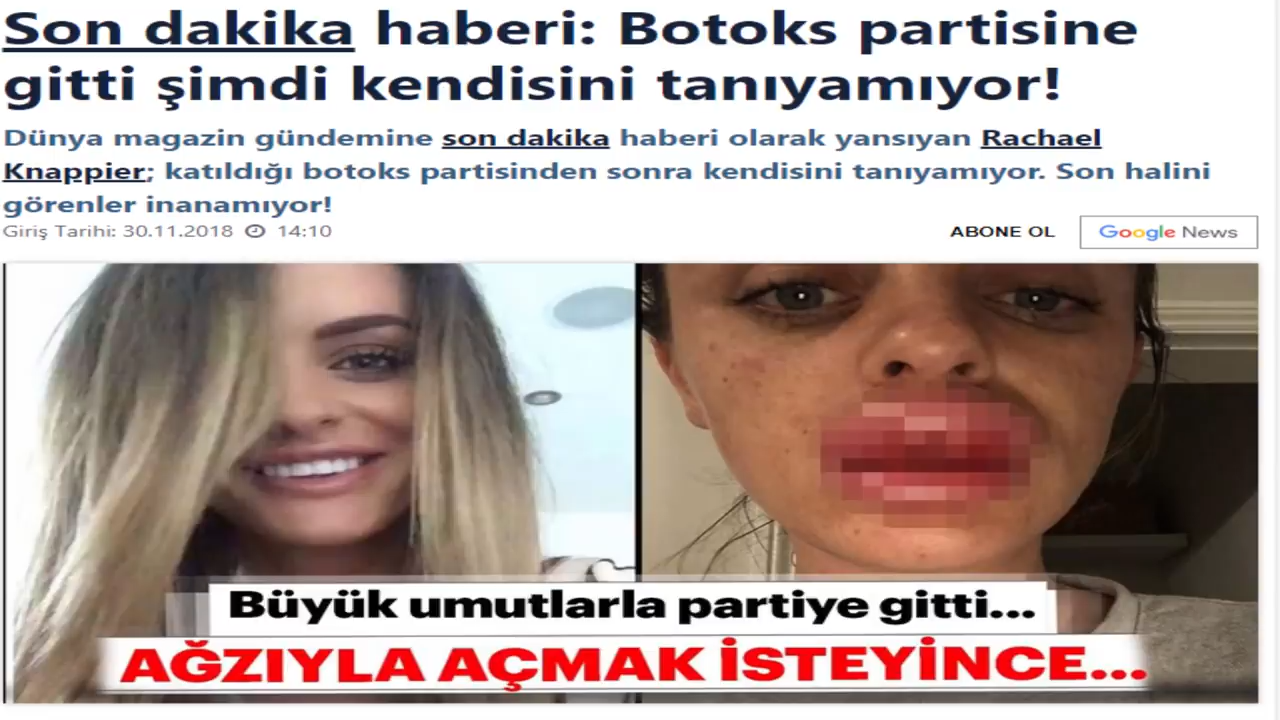 Son dakika haberi: Botoks partisine
gitti şimdi kendisini tanıyamıyor!
Dünya magazin gündemine son dakika haberi olarak yansıyan Rachael
Knappier; katıldığı botoks partisinden sonra kendisini tanıyamıyor. Son halini
görenler inanamıyor!
Giriş Tarihi: 30.11.2018 14:10
ABONE OL
Google News
Büyük umutlarla partiye gitti...
AĞZIYLA AÇMAK İSTEYİNCE...